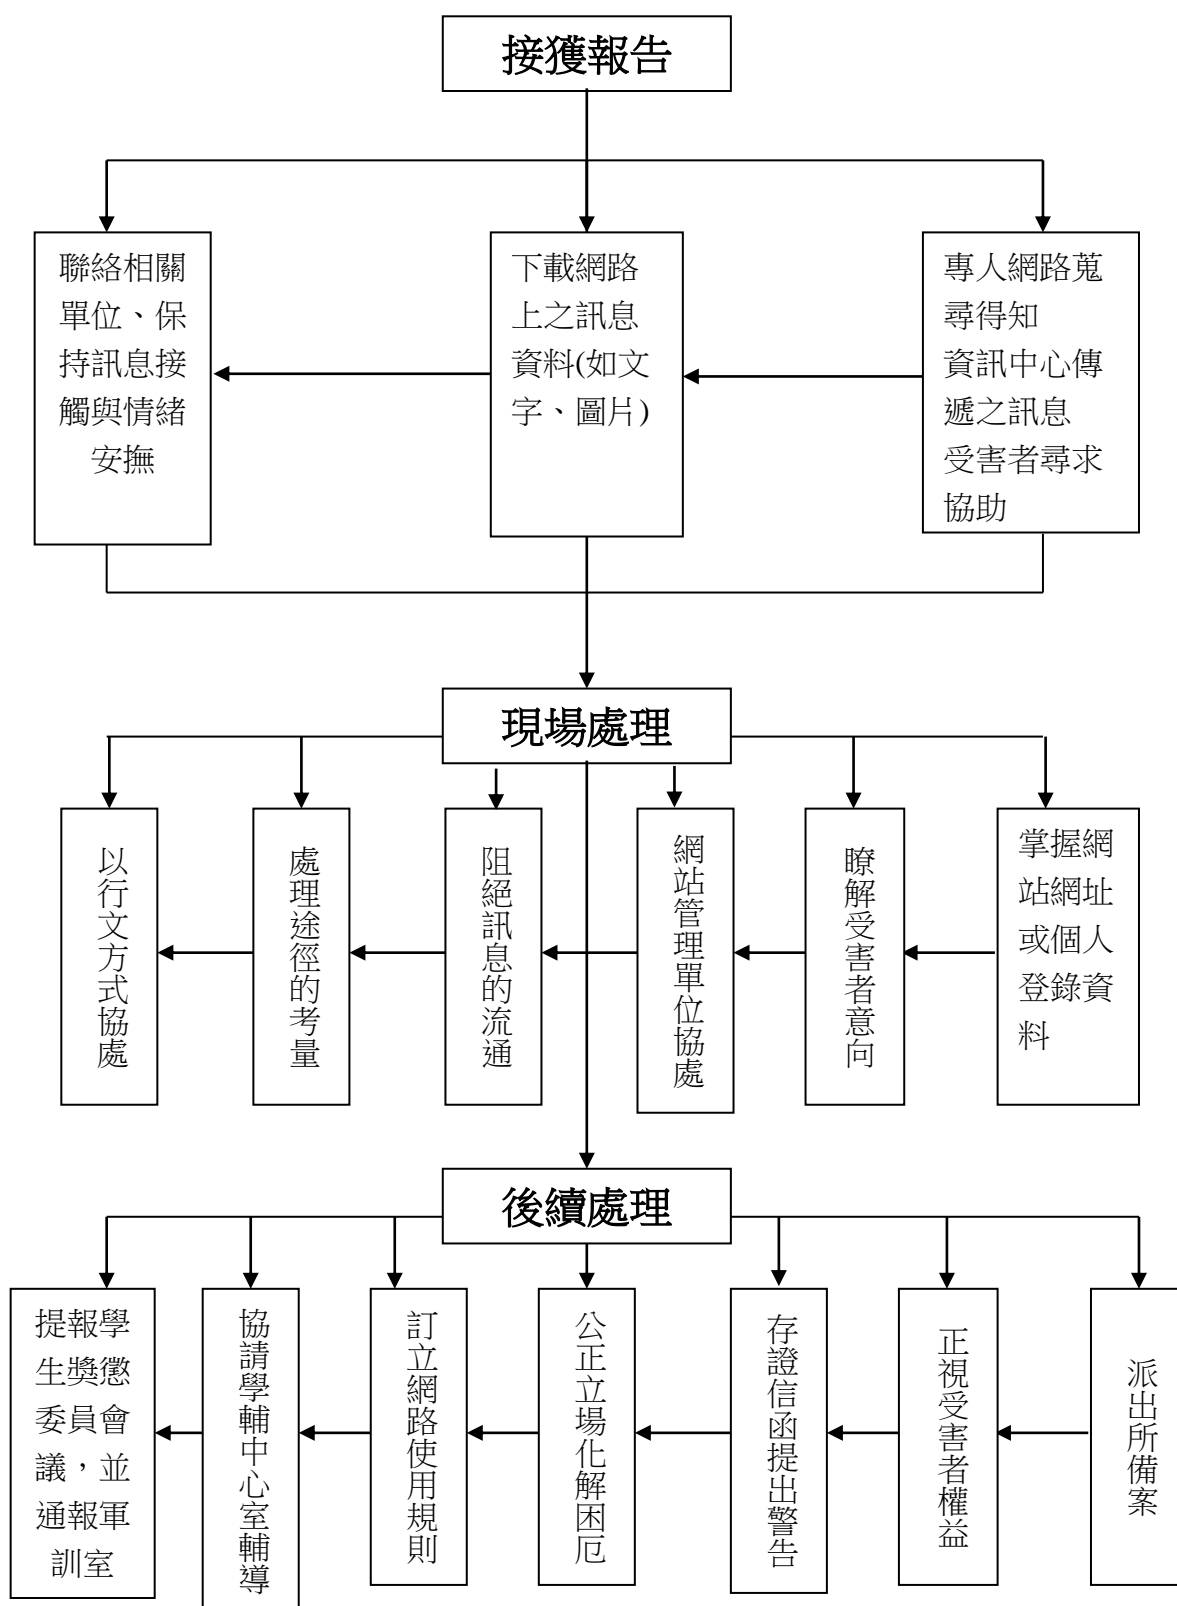 接獲報告
聯絡相關
單位、保
持訊息接
觸與情緒
安撫
下載網路
上之訊息
資料(如文
字、圖片)
專人網路蒐
尋得知
資訊中心傳
遞之訊息
受害者尋求
協助
現場處理
以行文方式協處
處理途徑的考量
阻絕訊息的流通
網站管理單位協處
瞭解受害者意向
掌握網
站網址
或個人
登錄資
料
後續處理
提報學
生獎懲
委員會
議，並
通報軍
訓室
協請學輔中心室輔導
訂立網路使用規則
公正立場化解困厄
存證信函提出警告
正視受害者權益
派出所備案